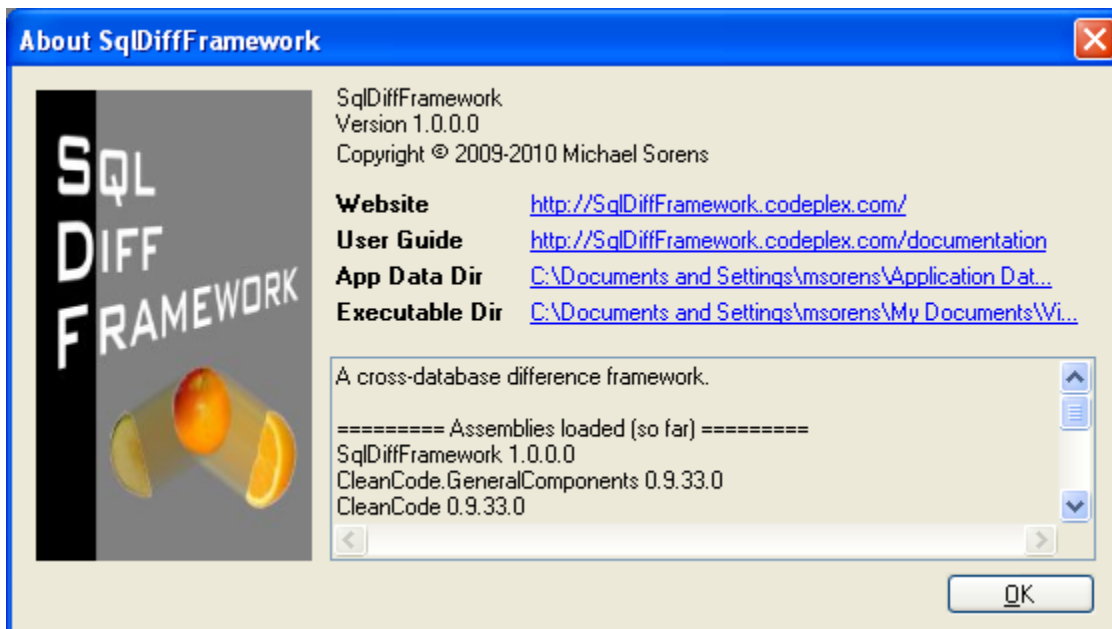 About SqlDiffFramework
SQL
DIFF
FRAMEWORK
SqlDiffFramework
Version 1.0.0.0
Copyright © 2009-2010 Michael Sorens
Website http://SqlDiffFramework.codeplex.com/
User Guide http://SqlDiffFramework.codeplex.com/documentation
App Data Dir C:\Documents and Settings\msorens\Application Dat...
Executable Dir C:\Documents and Settings\msorens\My Documents\Vi...
A cross-database difference framework.
========= Assemblies loaded (so far) =========
SqlDiffFramework 1.0.0.0
CleanCode.GeneralComponents 0.9.33.0
CleanCode 0.9.33.0
OK